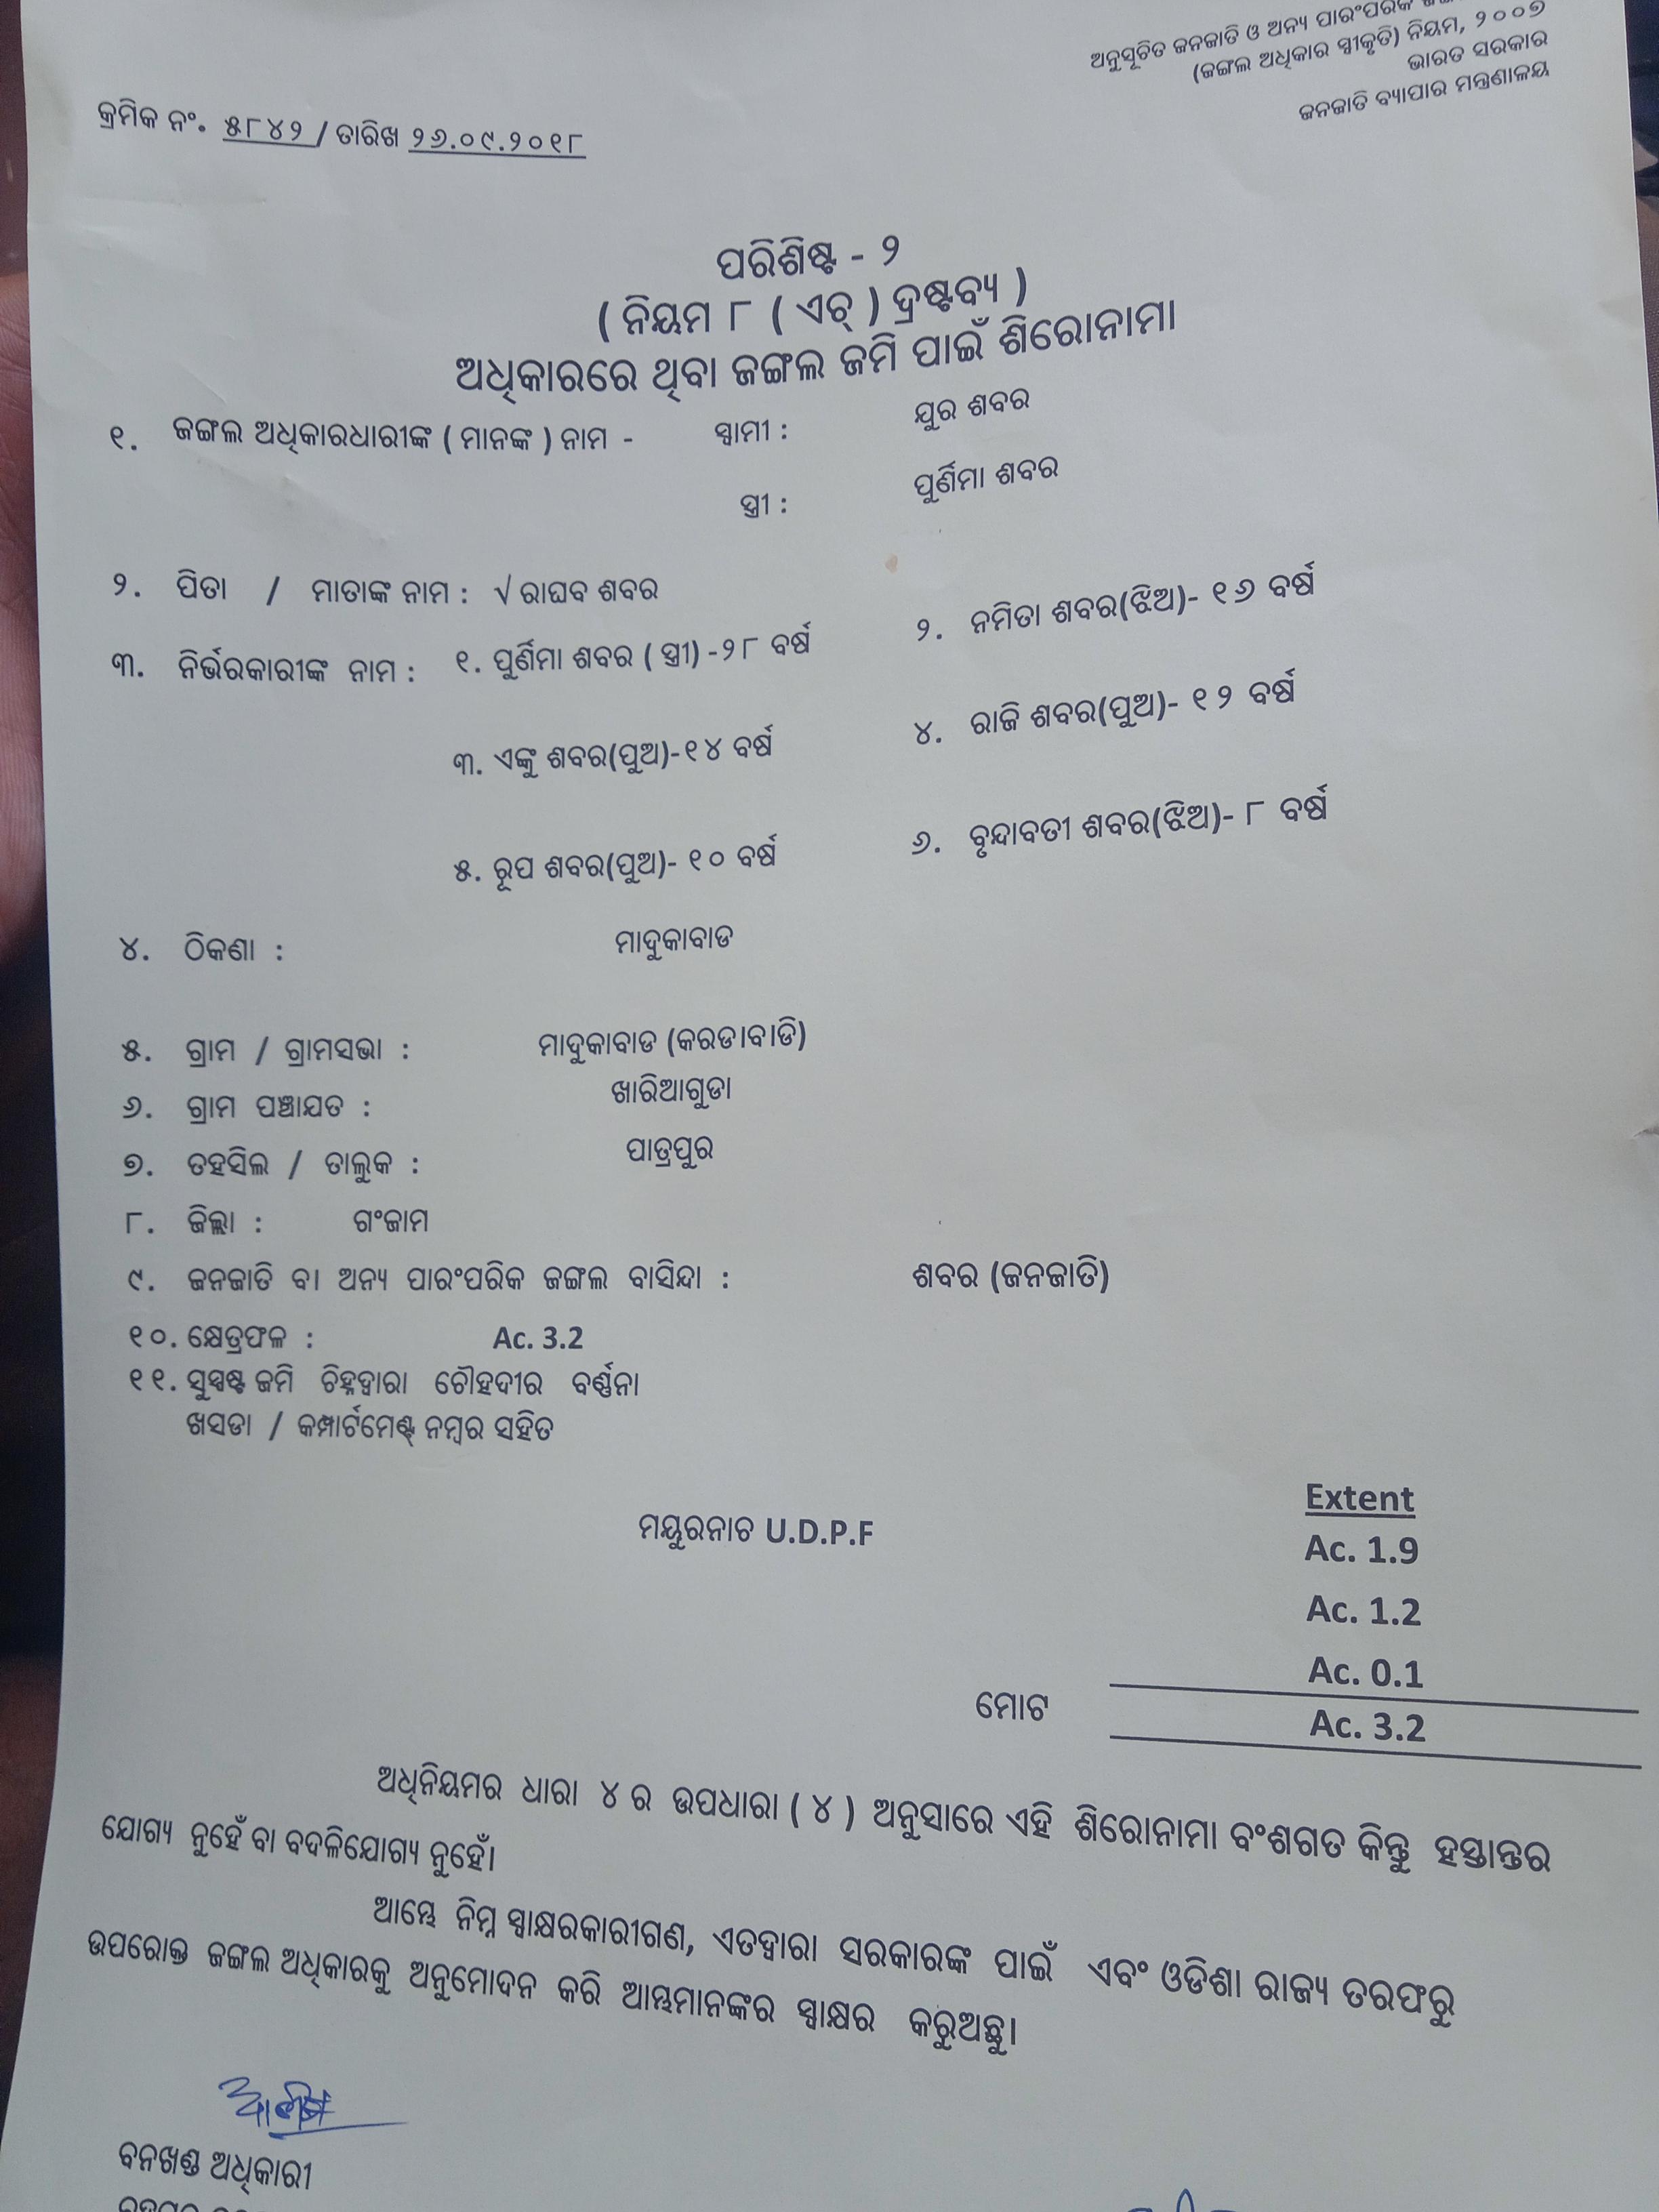 ଅନୁସୂଚିତ ଜନଜାତି ଓ ଅନ୍ୟ ପାରଂପରିକ
(ଜଙ୍ଗଲ ଅଧିକାର ସ୍ୱୀକୃତି) ନିୟମ, ୨୦୦୭
ଭାରତ ସରକାର
ଜନଜାତି ବ୍ୟାପାର ମନ୍ତ୍ରଣାଳୟ
କ୍ରମିକ ନଂ. ୫୮୪୨ / ତାରିଖ ୨୬.୦୯.୨୦୧୮
ପରିଶିଷ୍ଟ - ୨
( ନିୟମ ୮ ( ଏଚ୍ ) ଦ୍ରଷ୍ଟବ୍ୟ )
ଅଧିକାରରେ ଥିବା ଜଙ୍ଗଲ ଜମି ପାଇଁ ଶିରୋନାମା
୧. ଜଙ୍ଗଲ ଅଧିକାରଧାରୀଙ୍କ ( ମାନଙ୍କ ) ନାମ - ସ୍ୱାମୀ : ଯୁର ଶବର
ସ୍ତ୍ରୀ : ପୁର୍ଣିମା ଶବର
୨. ପିତା / ମାତାଙ୍କ ନାମ : √ ରାଘବ ଶବର
୩. ନିର୍ଭରକାରୀଙ୍କ ନାମ : ୧. ପୁର୍ଣିମା ଶବର ( ସ୍ତ୍ରୀ) -୨୮ ବର୍ଷ ୨. ନମିତା ଶବର(ଝିଅ)- ୧୬ ବର୍ଷ
୩. ଏଙ୍କୁ ଶବର(ପୁଅ)-୧୪ ବର୍ଷ ୪. ରାଜି ଶବର(ପୁଅ)- ୧୨ ବର୍ଷ
୫. ରୂପ ଶବର(ପୁଅ)- ୧୦ ବର୍ଷ ୬. ବୃନ୍ଦାବତୀ ଶବର(ଝିଅ)- ୮ ବର୍ଷ
୪. ଠିକଣା : ମାଦୁକାବାଡ
୫. ଗ୍ରାମ / ଗ୍ରାମସଭା : ମାଦୁକାବାଡ (କରଡାବାଡି)
୬. ଗ୍ରାମ ପଞ୍ଚାଯତ : ଖାରିଆଗୁଡା
୭. ତହସିଲ / ତାଲୁକ : ପାତ୍ରପୁର
୮. ଜିଲ୍ଲା : ଗଂଜାମ
୯. ଜନଜାତି ବା ଅନ୍ୟ ପାରଂପରିକ ଜଙ୍ଗଲ ବାସିନ୍ଦା : ଶବର (ଜନଜାତି)
୧୦. କ୍ଷେତ୍ରଫଳ : Ac. 3.2
୧୧. ସୁସ୍ପଷ୍ଟ ଜମି ଚିହ୍ନଦ୍ୱାରା ଚୌହଦୀର ବର୍ଣ୍ଣନା
ଖସଡା / କମ୍ପାର୍ଟମେଣ୍ଟ୍ ନମ୍ବର ସହିତ
Extent
ମୟୁରନାଚ U.D.P.F Ac. 1.9
Ac. 1.2
Ac. 0.1
ମୋଟ Ac. 3.2
ଅଧିନିୟମର ଧାରା ୪ ର ଉପଧାରା ( ୪ ) ଅନୁସାରେ ଏହି ଶିରୋନାମା ବଂଶଗତ କିନ୍ତୁ ହସ୍ତାନ୍ତର
ଯୋଗ୍ୟ ନୁହେଁ ବା ବଦଳିଯୋଗ୍ୟ ନୁହେଁ।
ଆମ୍ଭେ ନିମ୍ନ ସ୍ୱାକ୍ଷରକାରୀଗଣ, ଏତଦ୍ୱାରା ସରକାରଙ୍କ ପାଇଁ ଏବଂ ଓଡିଶା ରାଜ୍ୟ ତରଫରୁ
ଉପରୋକ୍ତ ଜଙ୍ଗଲ ଅଧିକାରକୁ ଅନୁମୋଦନ କରି ଆମ୍ଭମାନଙ୍କର ସ୍ୱାକ୍ଷର କରୁଅଛୁ।
ବନଖଣ୍ଡ ଅଧିକାରୀ